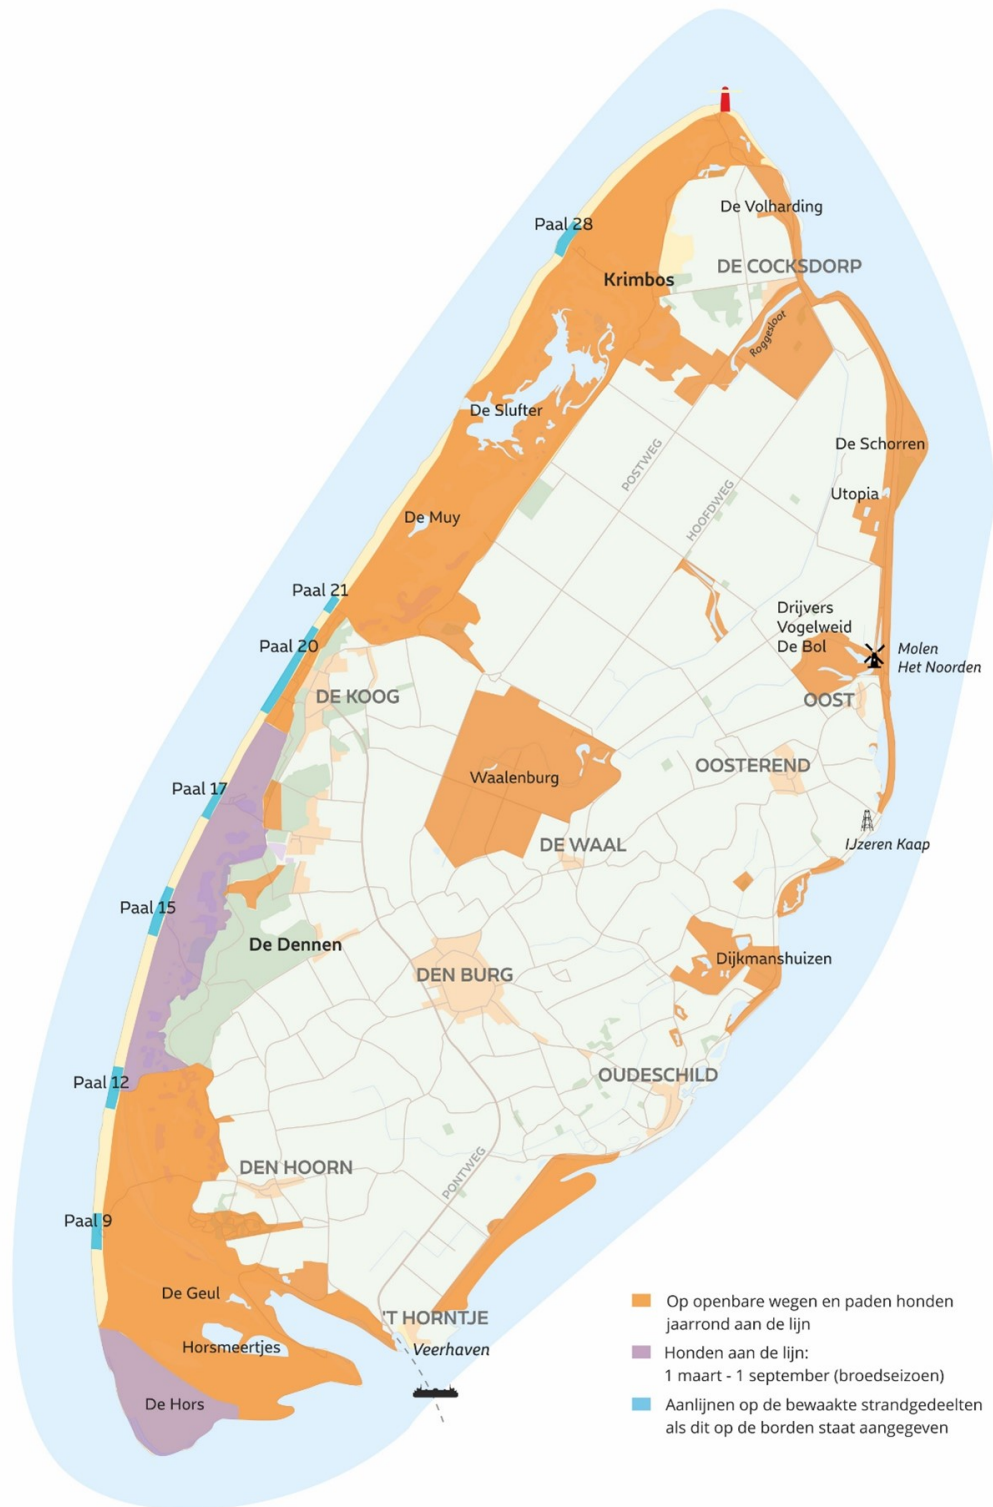 De Volharding
Paal 28
DE COCKSDORP
Krimbos
Roggesloot
De Slufter
POSTWEG
De Schorren
HOOFDWEG
Utopia
De Muy
Paal 21
Drijvers
Vogelweid
De Bol
Paal 20
Molen
Het Noorden
DE KOOG
OOST
OOSTEREND
Waalenburg
Paal 17
DE WAAL
IJzeren Kaap
Paal 15
De Dennen
DEN BURG
Dijkmanshuizen
OUDESCHILD
Paal 12
DEN HOORN
PONTWEG
Paal 9
De Geul
'T HORNTJE
Horsmeertjes
Veerhaven
De Hors
Op openbare wegen en paden honden
jaarrond aan de lijn
Honden aan de lijn:
1 maart - 1 september (broedseizoen)
Aanlijnen op de bewaakte strandgedeelten
als dit op de borden staat aangegeven